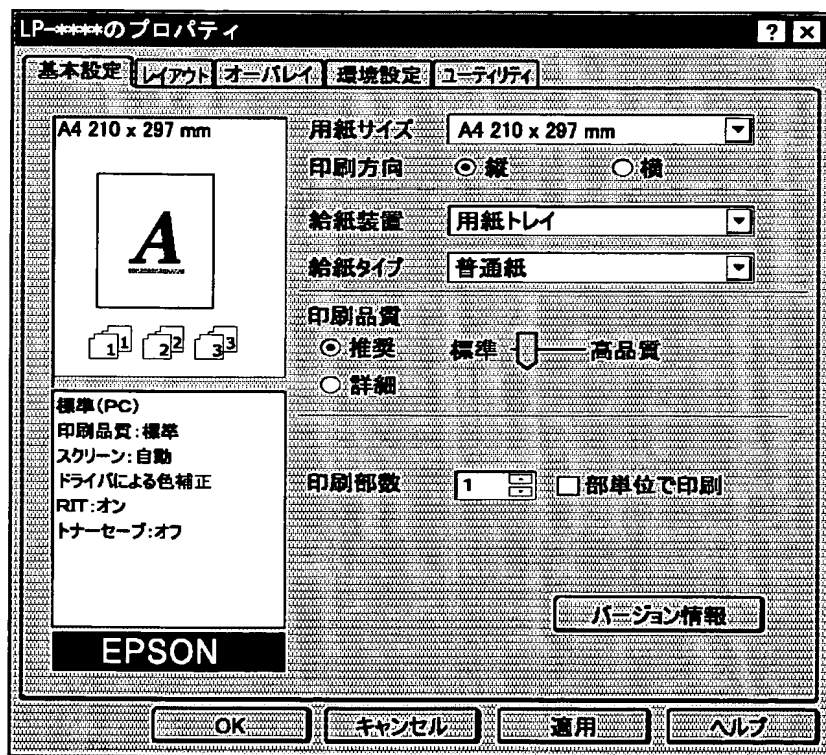 LP-****のプロパティ
? ×
基本設定 レイアウト オーバレイ 環境設定 ユーティリティ
A4 210 x 297 mm
A
1 1 2 2 3 3
標準(PC)
印刷品質:標準
スクリーン:自動
ドライバによる色補正
RIT:オン
トナーセーブ:オフ
EPSON
用紙サイズ A4 210 x 297 mm
印刷方向 縦 横
給紙装置 用紙トレイ
給紙タイプ 普通紙
印刷品質
推奨 標準 高品質
詳細
印刷部数 1 部単位で印刷
バージョン情報
OK キャンセル 適用 ヘルプ